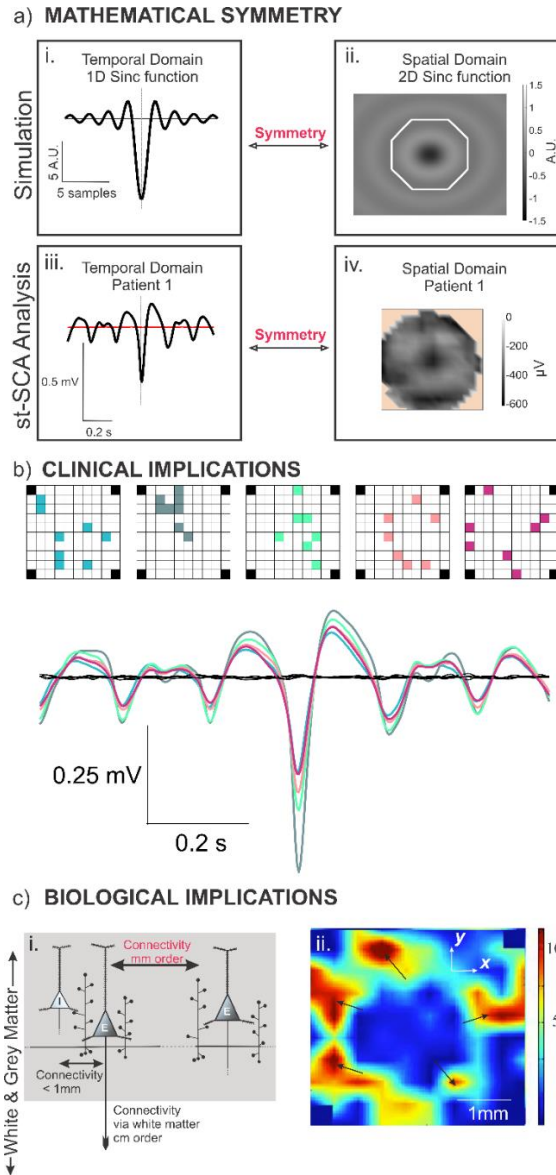 a) MATHEMATICAL SYMMETRY
Simulation
i.
Temporal Domain
1D Sinc function
5 A.U.
5 samples
Symmetry
ii.
Spatial Domain
2D Sinc function
1.5
1
0.5
0
-0.5
-1
-1.5
A.U.
st-SCA Analysis
iii.
Temporal Domain
Patient 1
0.5 mV
0.2 s
Symmetry
iv.
Spatial Domain
Patient 1
0
-200
-400
-600
µV
b) CLINICAL IMPLICATIONS
0.25 mV
0.2 s
c) BIOLOGICAL IMPLICATIONS
White & Grey Matter
i.
Connectivity
mm order
I
E
E
Connectivity
< 1mm
Connectivity
via white matter
cm order
ii.
y
x
1mm
10
5